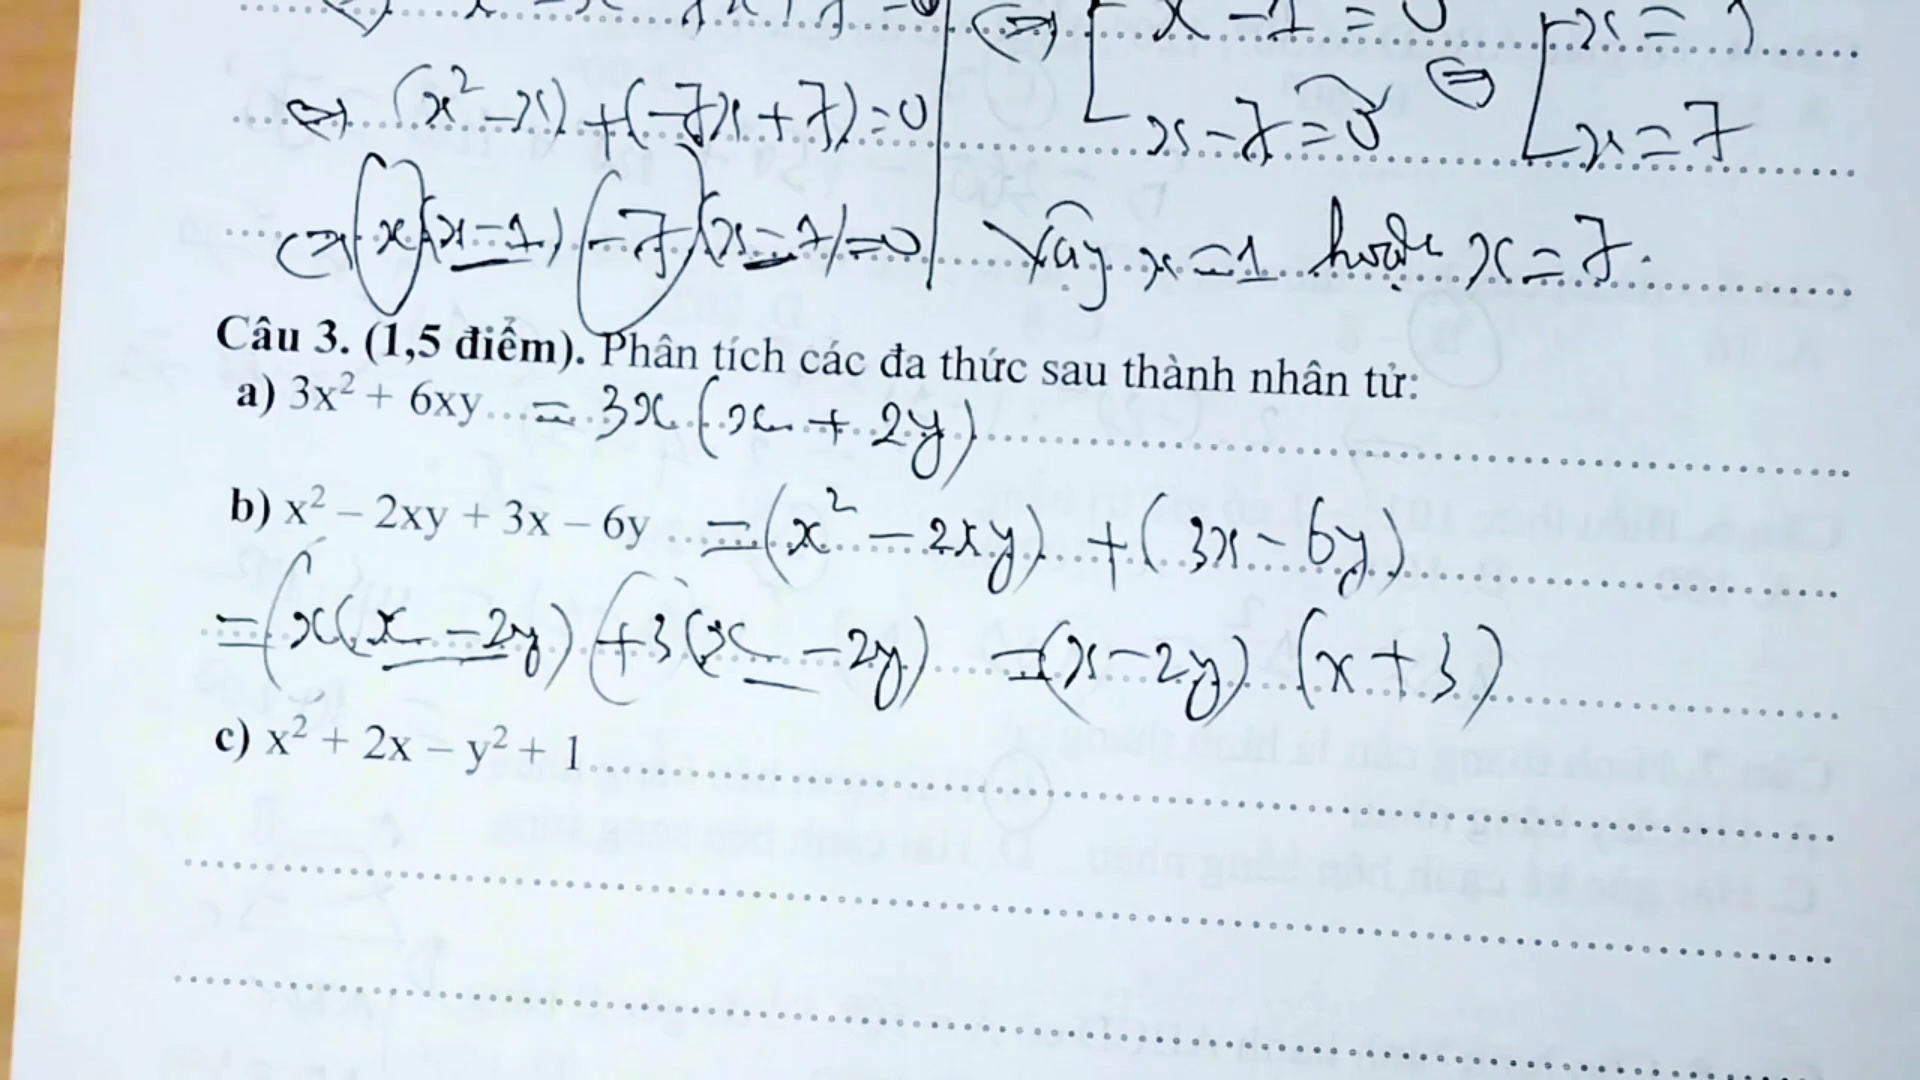 x - 1 = 0 x = 1
⇔ (x² - x) + (-7x + 7) = 0
x - 7 = 0 ⇔ x = 7
⇔ x(x - 1) - 7(x - 1) = 0
Vậy x = 1 hoặc x = 7.
Câu 3. (1,5 điểm). Phân tích các đa thức sau thành nhân tử:
a) 3x² + 6xy = 3x (x + 2y)
b) x² – 2xy + 3x – 6y = (x² - 2xy) + (3x - 6y)
= x(x - 2y) + 3(x - 2y) = (x - 2y) (x + 3)
c) x² + 2x – y² + 1